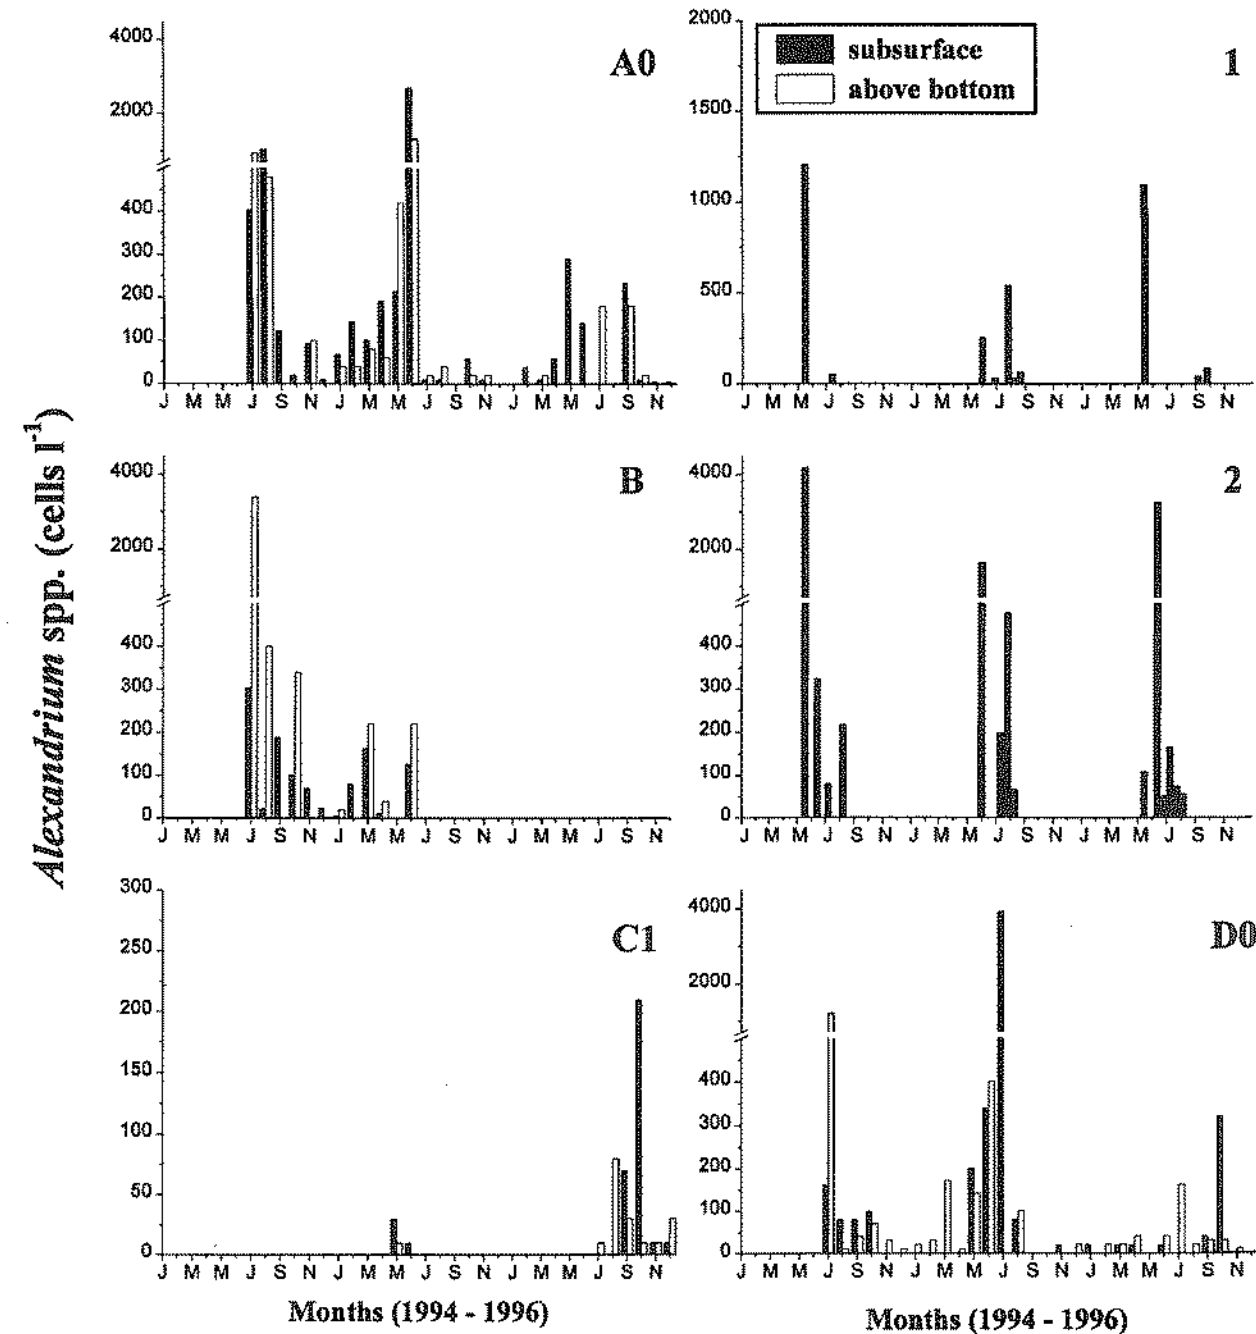 Alexandrium spp. (cells l⁻¹)
4000
2000
400
300
200
100
0
A0
J M M J S N J M M J S N J M M J S N
2000
1500
1000
500
0
subsurface
above bottom
1
J M M J S N J M M J S N J M M J S N
4000
2000
400
300
200
100
0
B
J M M J S N J M M J S N J M M J S N
4000
2000
400
300
200
100
0
2
J M M J S N J M M J S N J M M J S N
300
250
200
150
100
50
0
C1
J M M J S N J M M J S N J M M J S N
Months (1994 - 1996)
4000
2000
400
300
200
100
0
D0
J M M J S N J M M J S N J M M J S N
Months (1994 - 1996)